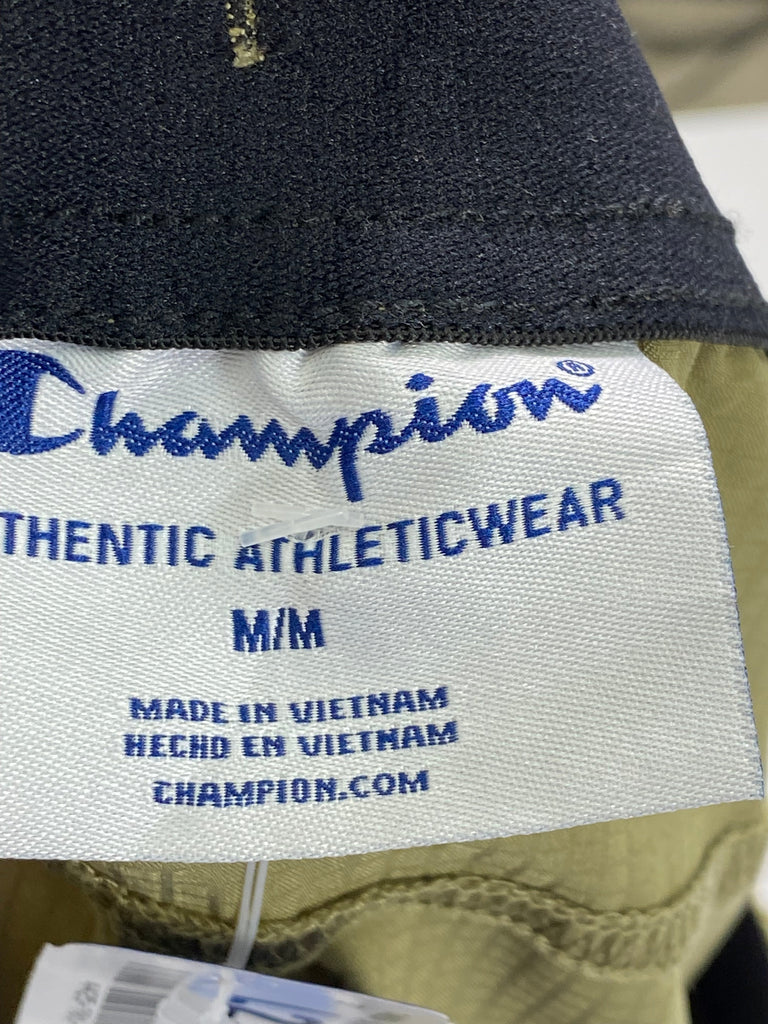 Champion®
THENTIC ATHLETICWEAR
M/M
MADE IN VIETNAM
HECHO EN VIETNAM
CHAMPION.COM